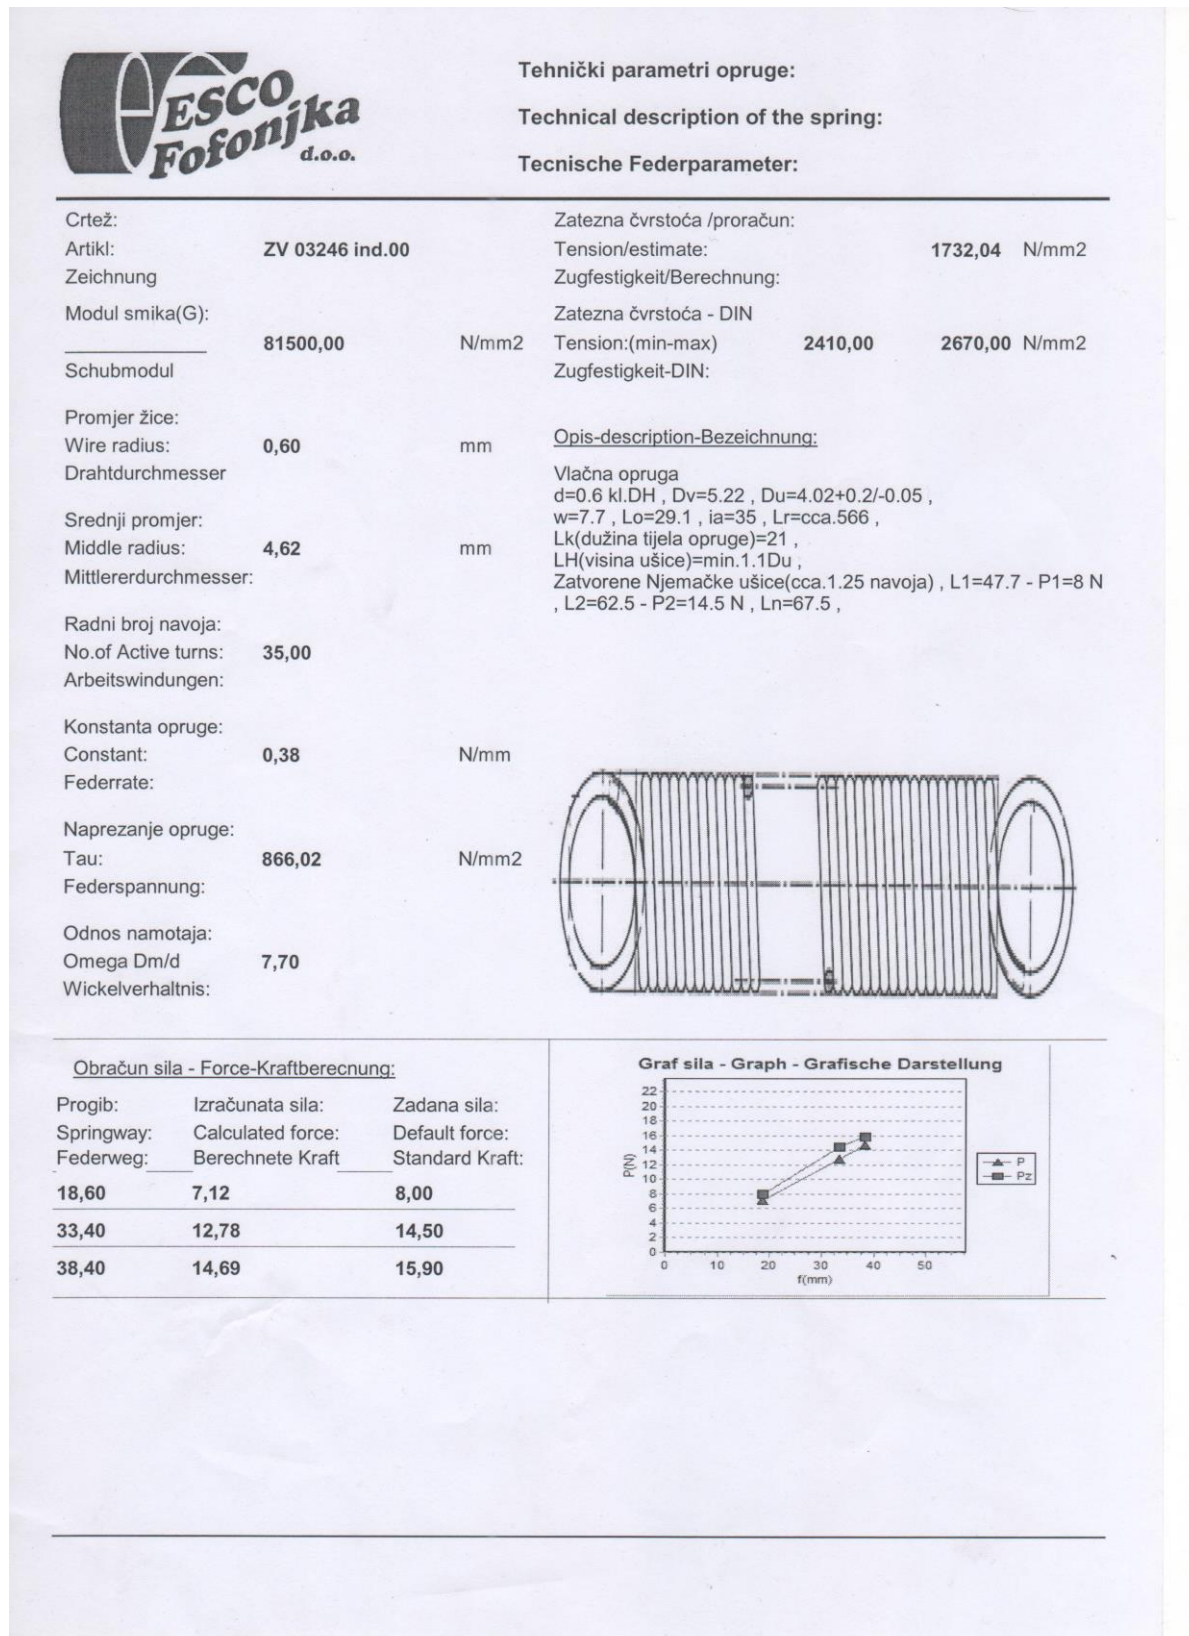 ESCO
Fofonjka
d.o.o.
Tehnički parametri opruge:
Technical description of the spring:
Tecnische Federparameter:
Crtež:
Artikl: ZV 03246 ind.00
Zeichnung
Zatezna čvrstoća /proračun:
Tension/estimate: 1732,04 N/mm2
Zugfestigkeit/Berechnung:
Modul smika(G):
81500,00 N/mm2
Schubmodul
Zatezna čvrstoća - DIN
Tension:(min-max) 2410,00 2670,00 N/mm2
Zugfestigkeit-DIN:
Promjer žice:
Wire radius: 0,60 mm
Drahtdurchmesser
Srednji promjer:
Middle radius: 4,62 mm
Mittlererdurchmesser:
Radni broj navoja:
No.of Active turns: 35,00
Arbeitswindungen:
Konstanta opruge:
Constant: 0,38 N/mm
Federrate:
Naprezanje opruge:
Tau: 866,02 N/mm2
Federspannung:
Odnos namotaja:
Omega Dm/d 7,70
Wickelverhaltnis:
Opis-description-Bezeichnung:
Vlačna opruga
d=0.6 kl.DH , Dv=5.22 , Du=4.02+0.2/-0.05 ,
w=7.7 , Lo=29.1 , ia=35 , Lr=cca.566 ,
Lk(dužina tijela opruge)=21 ,
LH(visina ušice)=min.1.1Du ,
Zatvorene Njemačke ušice(cca.1.25 navoja) , L1=47.7 - P1=8 N
, L2=62.5 - P2=14.5 N , Ln=67.5 ,
Obračun sila - Force-Kraftberecnung:
Progib: Izračunata sila: Zadana sila:
Springway: Calculated force: Default force:
Federweg: Berechnete Kraft Standard Kraft:
18,60 7,12 8,00
33,40 12,78 14,50
38,40 14,69 15,90
Graf sila - Graph - Grafische Darstellung
P(N)
22
20
18
16
14
12
10
8
6
4
2
0
0 10 20 30 40 50
f(mm)
P
Pz